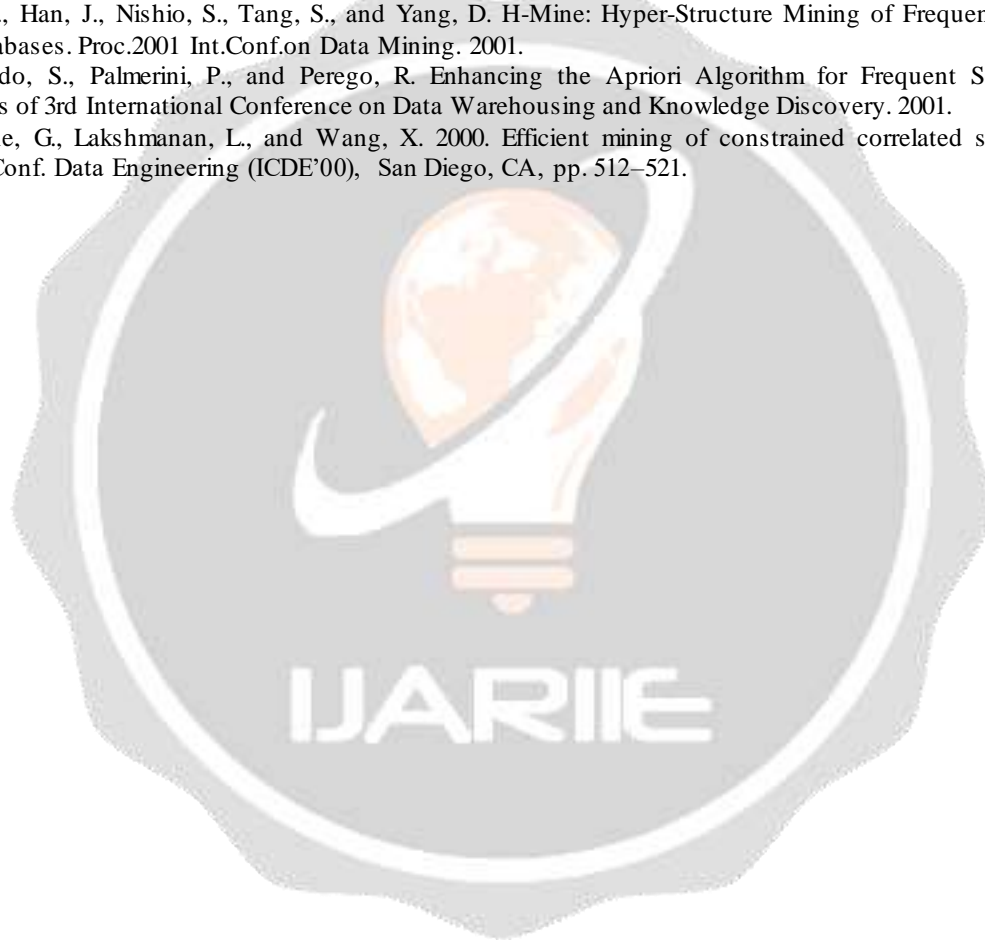 ., Han, J., Nishio, S., Tang, S., and Yang, D. H-Mine: Hyper-Structure Mining of Frequen
abases. Proc.2001 Int.Conf.on Data Mining. 2001.
do, S., Palmerini, P., and Perego, R. Enhancing the Apriori Algorithm for Frequent S
s of 3rd International Conference on Data Warehousing and Knowledge Discovery. 2001.
e, G., Lakshmanan, L., and Wang, X. 2000. Efficient mining of constrained correlated s
Conf. Data Engineering (ICDE'00), San Diego, CA, pp. 512–521.
IJARIIE